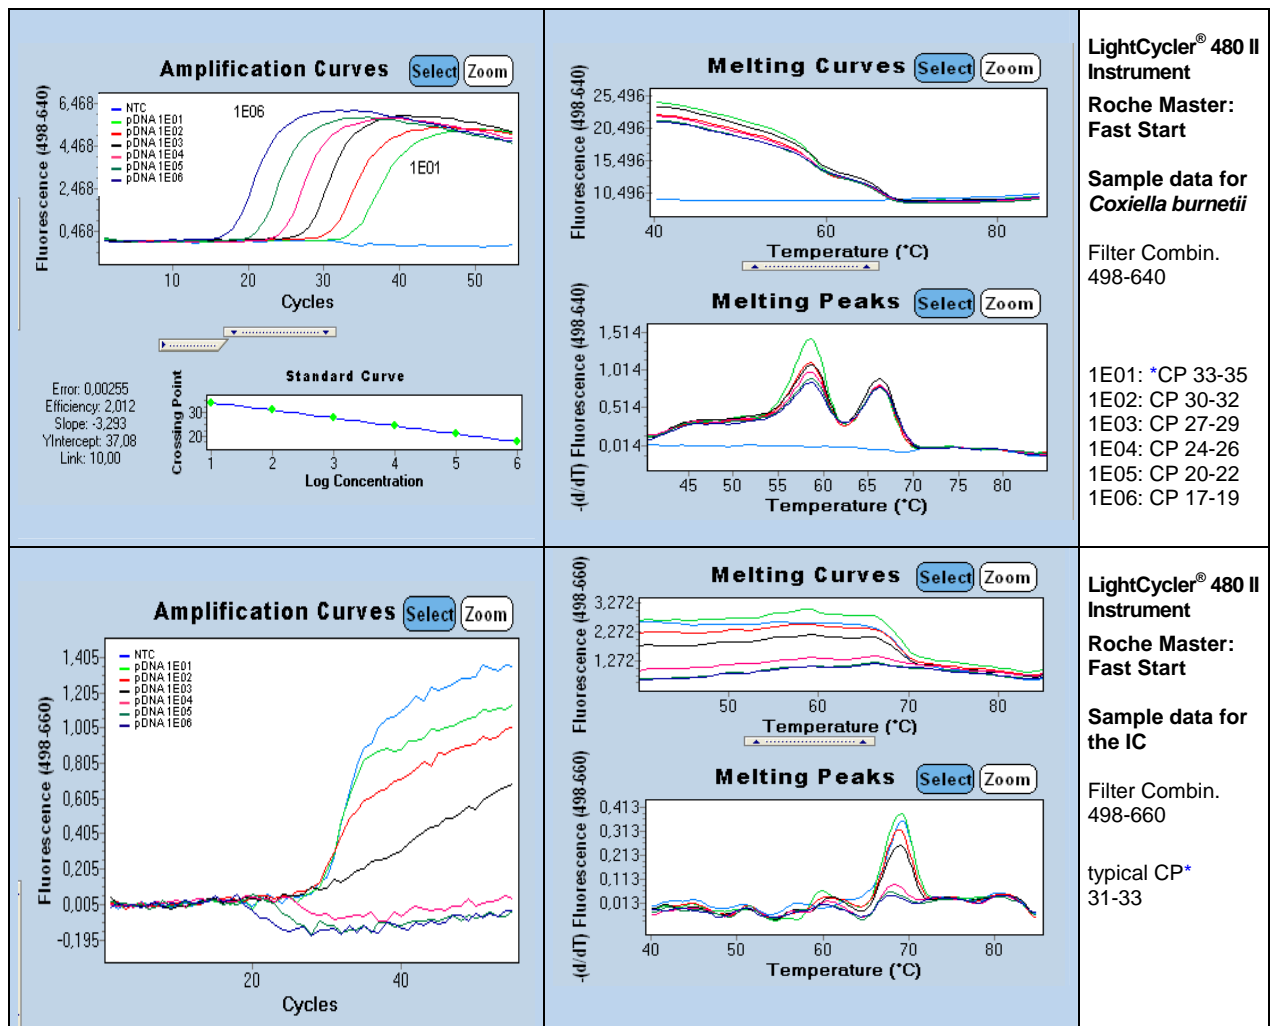 Amplification Curves
Select
Zoom
Fluorescence (498-640)
6,468
4,468
2,468
0,468
NTC
pDNA 1E01
pDNA 1E02
pDNA 1E03
pDNA 1E04
pDNA 1E05
pDNA 1E06
1E06
1E01
10 20 30 40 50
Cycles
Error: 0,00255
Efficiency: 2,012
Slope: -3,293
YIntercept: 37,08
Link: 10,00
Standard Curve
Crossing Point
30
20
1 2 3 4 5 6
Log Concentration
Melting Curves
Select
Zoom
Fluorescence (498-640)
25,496
20,496
15,496
10,496
40 60 80
Temperature (°C)
Melting Peaks
Select
Zoom
-(d/dT) Fluorescence (498-640)
1,514
1,014
0,514
0,014
45 50 55 60 65 70 75 80
Temperature (°C)
LightCycler® 480 II
Instrument
Roche Master:
Fast Start
Sample data for
Coxiella burnetii
Filter Combin.
498-640
1E01: *CP 33-35
1E02: CP 30-32
1E03: CP 27-29
1E04: CP 24-26
1E05: CP 20-22
1E06: CP 17-19
Amplification Curves
Select
Zoom
Fluorescence (498-660)
1,405
1,205
1,005
0,805
0,605
0,405
0,205
0,005
-0,195
NTC
pDNA 1E01
pDNA 1E02
pDNA 1E03
pDNA 1E04
pDNA 1E05
pDNA 1E06
20 40
Cycles
Melting Curves
Select
Zoom
Fluorescence (498-660)
3,272
2,272
1,272
50 60 70 80
Temperature (°C)
Melting Peaks
Select
Zoom
-(d/dT) Fluorescence (498-660)
0,413
0,313
0,213
0,113
0,013
40 50 60 70 80
Temperature (°C)
LightCycler® 480 II
Instrument
Roche Master:
Fast Start
Sample data for
the IC
Filter Combin.
498-660
typical CP*
31-33